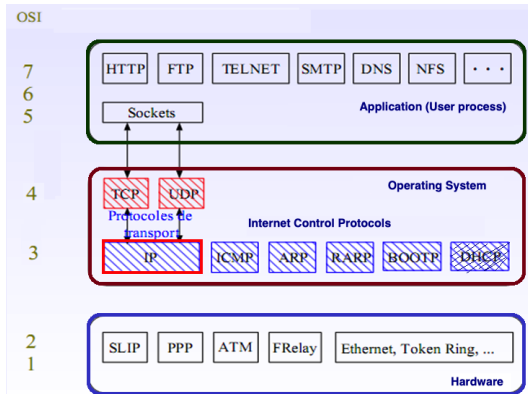 OSI
7
HTTP FTP TELNET SMTP DNS NFS . . .
6
Application (User process)
5
Sockets
Operating System
4
TCP UDP
Protocoles de
transport
Internet Control Protocols
3
IP ICMP ARP RARP BOOTP DHCP
2
SLIP PPP ATM FRelay Ethernet, Token Ring, ...
1
Hardware